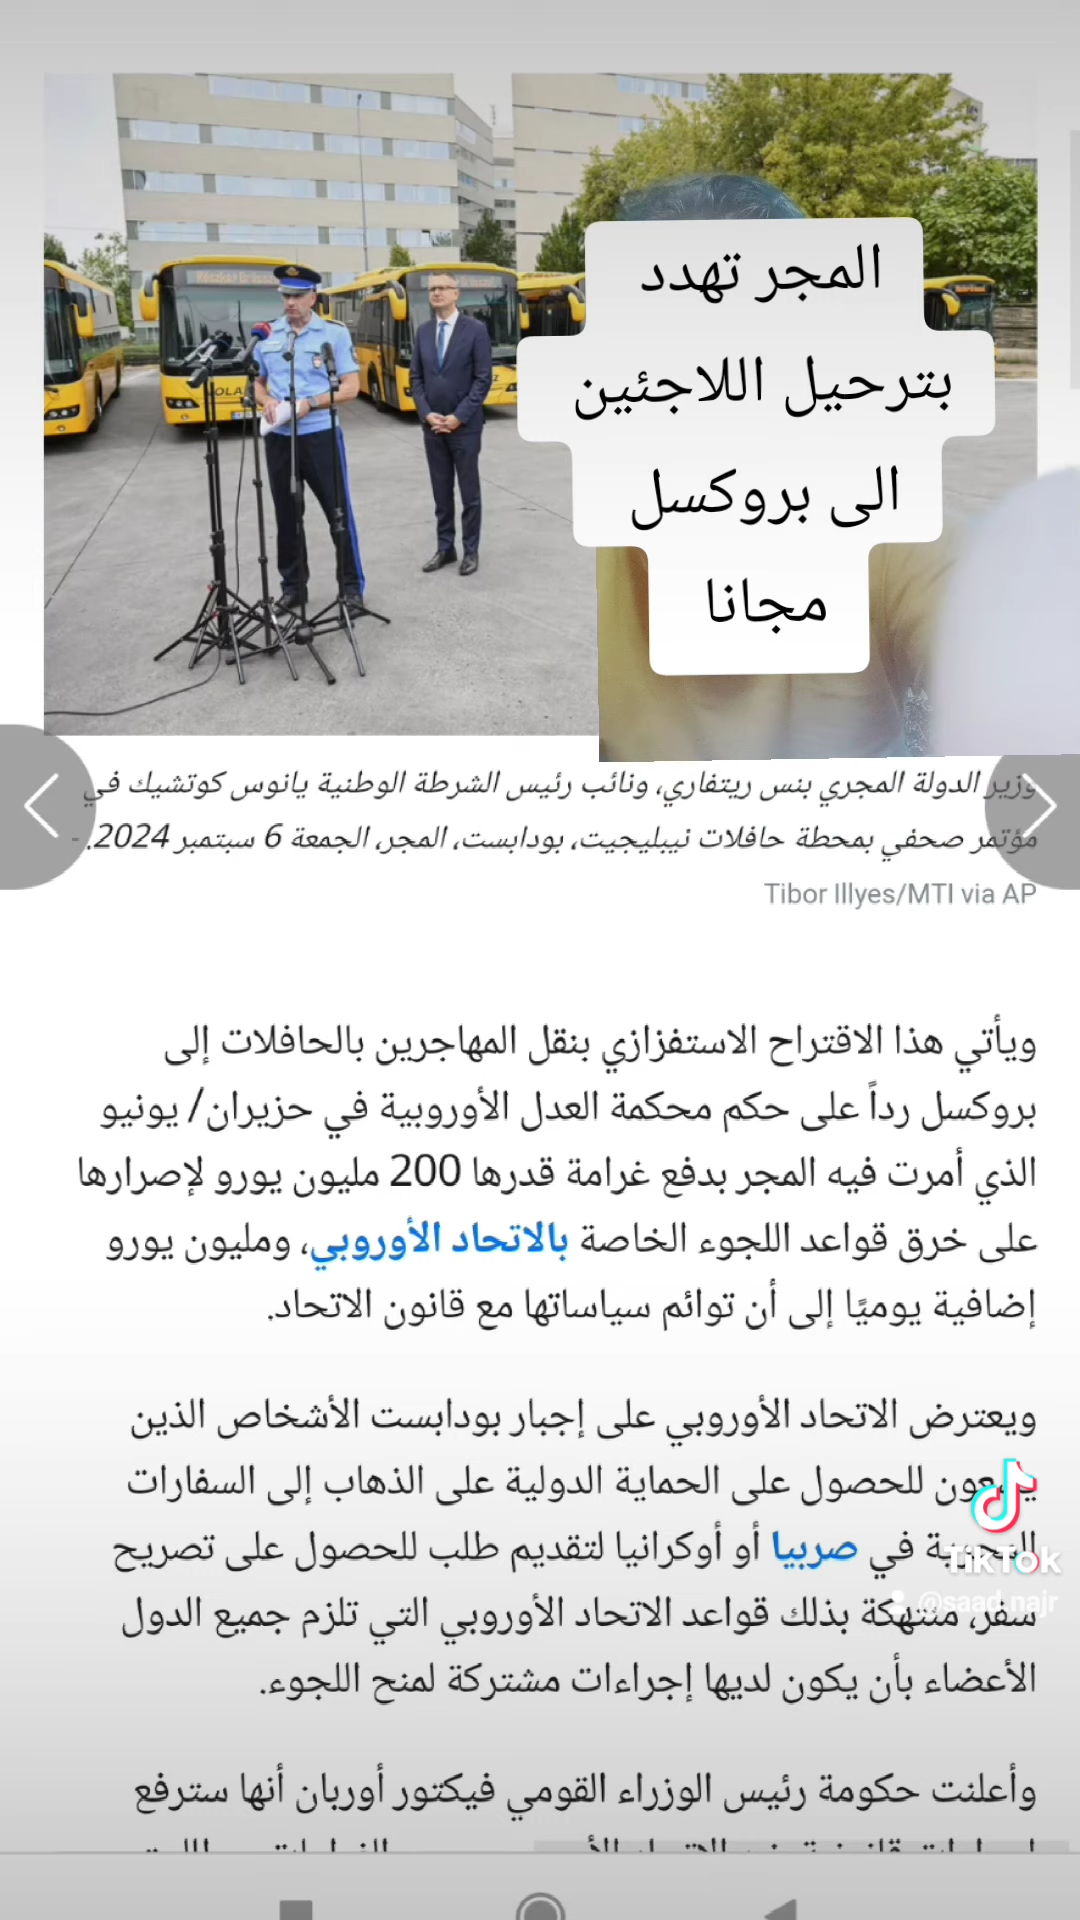 المجر تهدد
بترحيل اللاجئين
الى بروكسل
مجانا
وزير الدولة المجري بنس ريتفاري، ونائب رئيس الشرطة الوطنية يانوس كوتشيك في
مؤتمر صحفي بمحطة حافلات نيبليجيت، بودابست، المجر، الجمعة 6 سبتمبر 2024. -
Tibor Illyes/MTI via AP
ويأتي هذا الاقتراح الاستفزازي بنقل المهاجرين بالحافلات إلى
بروكسل رداً على حكم محكمة العدل الأوروبية في حزيران/ يونيو
الذي أمرت فيه المجر بدفع غرامة قدرها 200 مليون يورو لإصرارها
على خرق قواعد اللجوء الخاصة بالاتحاد الأوروبي، ومليون يورو
إضافية يوميًا إلى أن توائم سياساتها مع قانون الاتحاد.
ويعترض الاتحاد الأوروبي على إجبار بودابست الأشخاص الذين
للحصول على الحماية الدولية على الذهاب إلى السفارات
في صربيا أو أوكرانيا لتقديم طلب للحصول على تصريح
سفر، منتهكة بذلك قواعد الاتحاد الأوروبي التي تلزم جميع الدول
الأعضاء بأن يكون لديها إجراءات مشتركة لمنح اللجوء.
وأعلنت حكومة رئيس الوزراء القومي فيكتور أوربان أنها سترفع
TikTok
@saad.najr